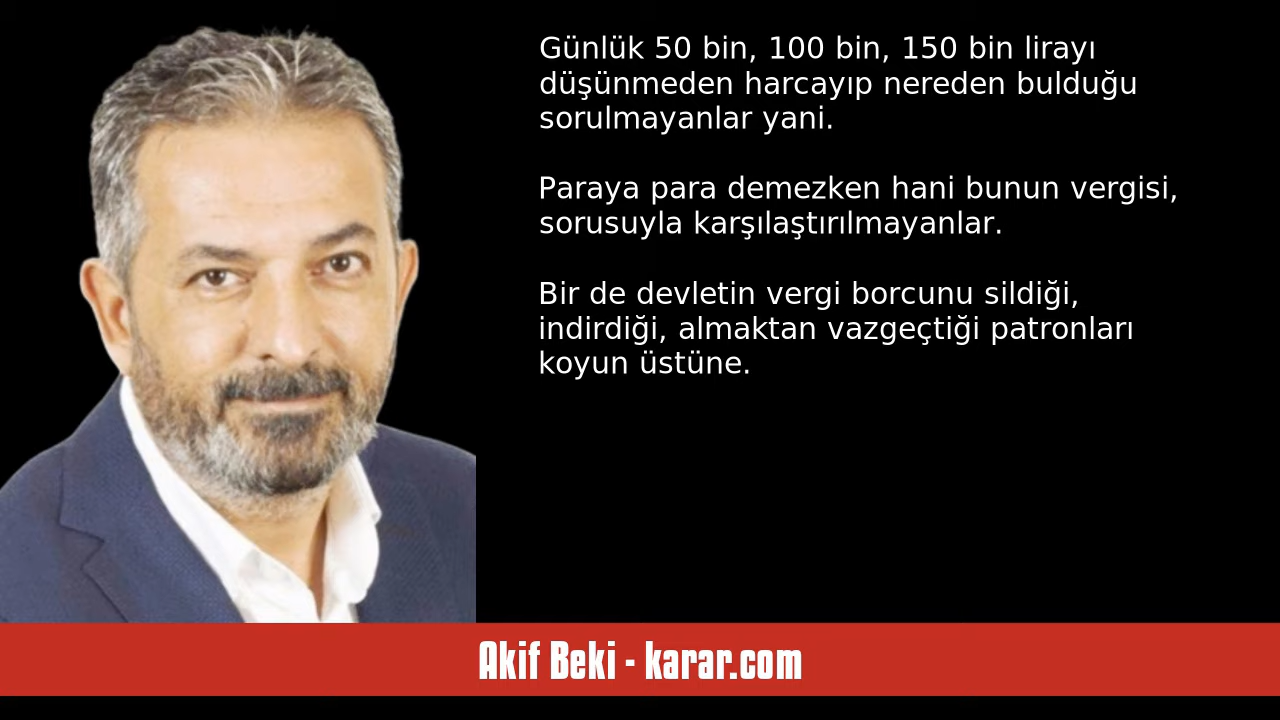 Günlük 50 bin, 100 bin, 150 bin lirayı
düşünmeden harcayıp nereden bulduğu
sorulmayanlar yani.
Paraya para demezken hani bunun vergisi,
sorusuyla karşılaştırılmayanlar.
Bir de devletin vergi borcunu sildiği,
indirdiği, almaktan vazgeçtiği patronları
koyun üstüne.
Akif Beki - karar.com